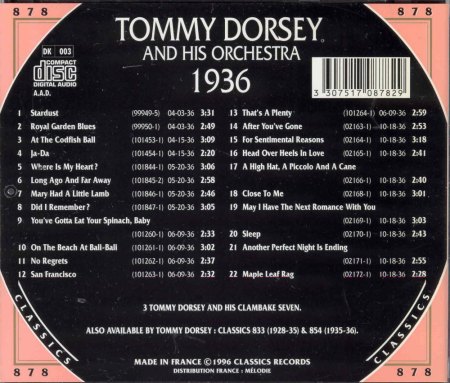 878 878
TOMMY DORSEY
AND HIS ORCHESTRA
1936
DK 003
COMPACT
disc
DIGITAL AUDIO
A.A.D.
3 307517 087829
1 Stardust (99949-5) 04-03-36 3:31
2 Royal Garden Blues (99950-1) 04-03-36 2:49
3 At The Codfish Ball (101453-1) 04-15-36 3:30
4 Ja-Da (101454-1) 04-15-36 2:20
5 Where Is My Heart? (101844-1) 05-20-36 3:06
6 Long Ago And Far Away (101845-2) 05-20-36 2:58
7 Mary Had A Little Lamb (101846-2) 05-20-36 2:53
8 Did I Remember? (101259-1) 06-09-36 3:02
9 You've Gotta Eat Your Spinach, Baby
(101260-1) 06-09-36 2:33
10 On The Beach At Bali-Bali (101261-1) 06-09-36 3:02
11 No Regrets (101262-1) 06-09-36 3:07
12 San Francisco (101263-1) 06-09-36 2:32
13 That's A Plenty (101264-1) 06-09-36 2:59
14 After You've Gone (02163-1) 10-18-36 2:53
15 For Sentimental Reasons (02164-1) 10-18-36 3:18
16 Head Over Heels In Love (02165-1) 10-18-36 2:41
17 A High Hat, A Piccolo And A Cane
(02166-1) 10-18-36 2:40
18 Close To Me (02168-1) 10-18-36 3:01
19 May I Have The Next Romance With You
(02169-1) 10-18-36 3:03
20 Sleep (02170-1) 10-18-36 2:43
21 Another Perfect Night Is Ending
(02171-1) 10-18-36 2:55
22 Maple Leaf Rag (02172-1) 10-18-36 2:28
3 TOMMY DORSEY AND HIS CLAMBAKE SEVEN.
ALSO AVAILABLE BY TOMMY DORSEY : CLASSICS 833 (1928-35) & 854 (1935-36).
CLASSICS CLASSICS
MADE IN FRANCE ©1996 CLASSICS RECORDS
DISTRIBUTION FRANCE : MÉLODIE
878 878